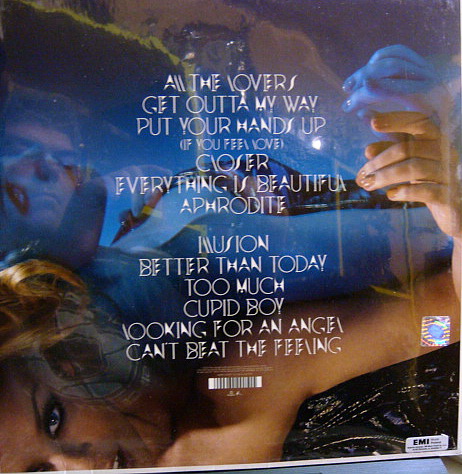 All THE LOVERS
GET OUTTA MY WAY
PUT YOUR HANDS UP
(IF YOU FEEL LOVE)
CLOSER
EVERYTHING IS BEAUTIFUL
APHRODITE
ILLUSION
BETTER THAN TODAY
TOO MUCH
CUPID BOY
LOOKING FOR AN ANGEL
CAN'T BEAT THE FEELING
EMI